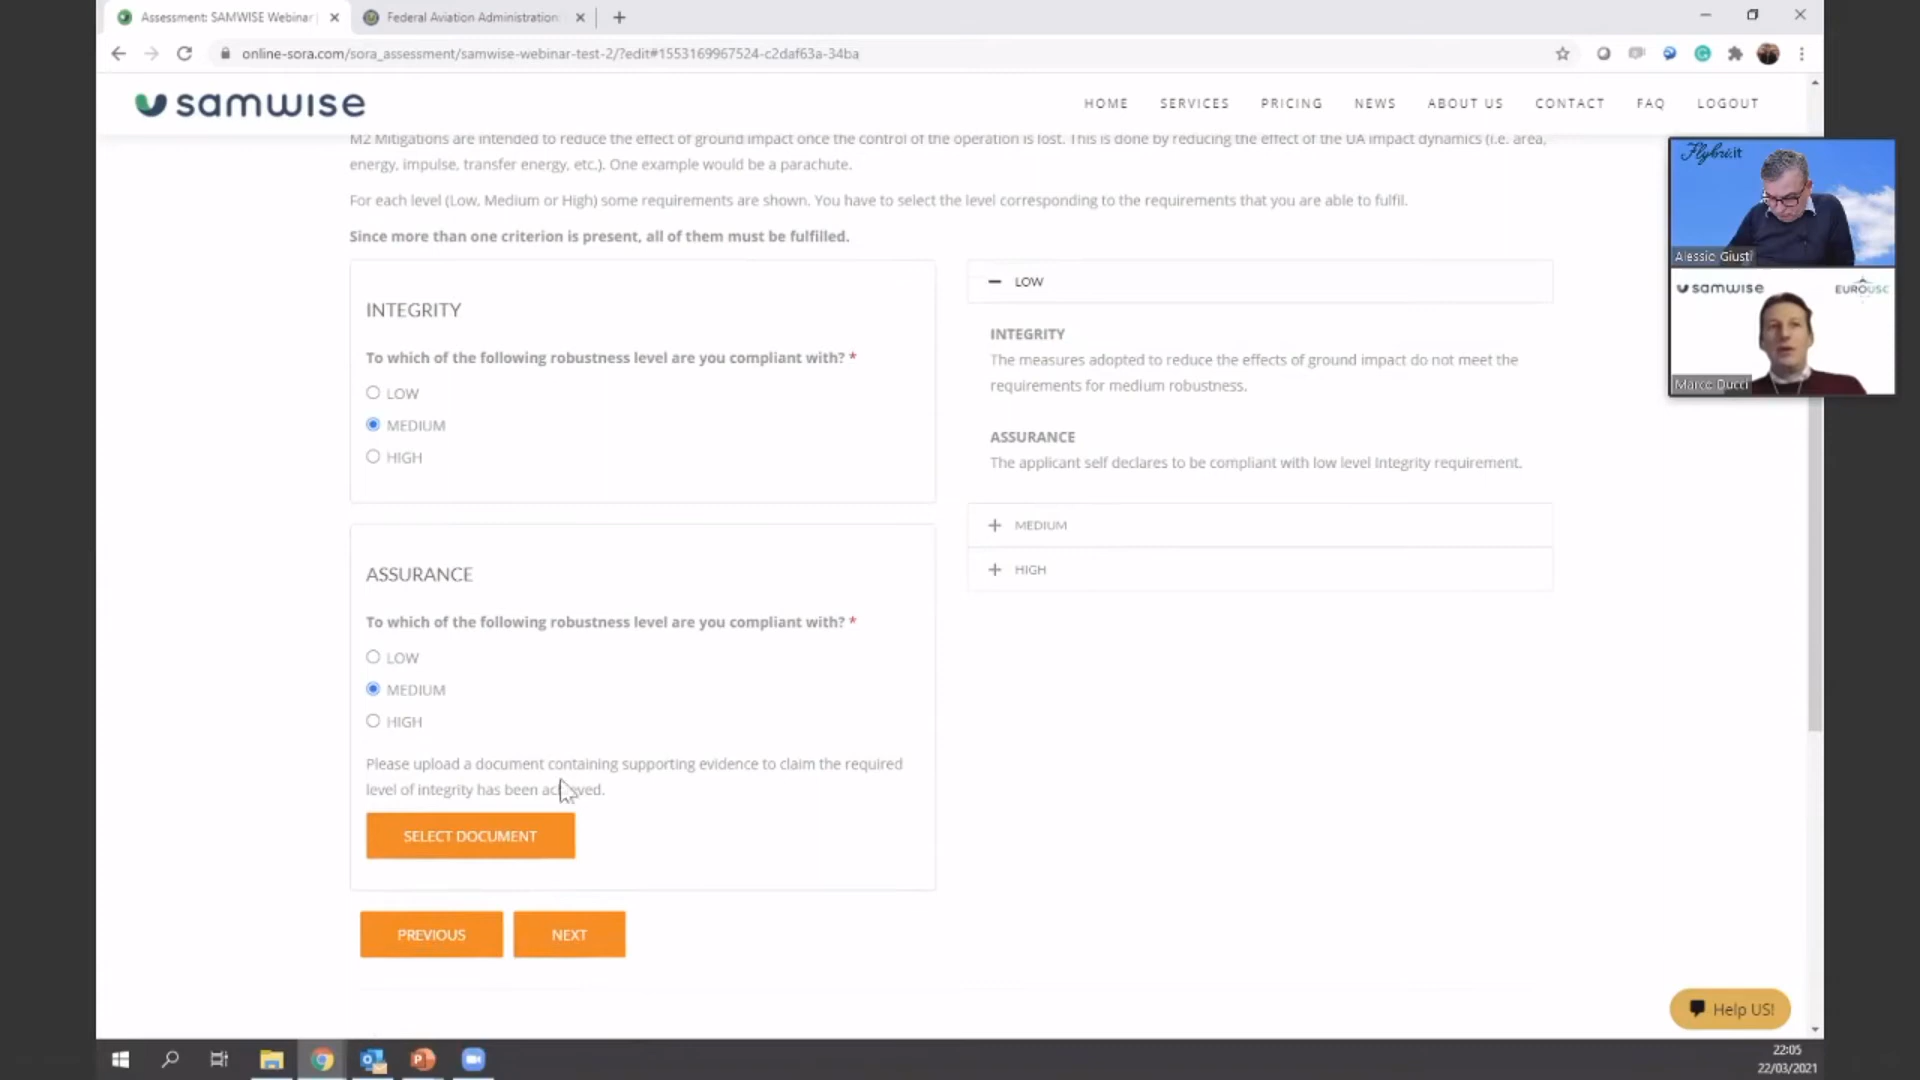 Assessment: SAMWISE Webinar
Federal Aviation Administration
online-sora.com/sora_assessment/samwise-webinar-test-2/?edit#1553169967524-c2daf63a-34ba
samwise
HOME SERVICES PRICING NEWS ABOUT US CONTACT FAQ LOGOUT
M2 Mitigations are intended to reduce the effect of ground impact once the control of the operation is lost. This is done by reducing the effect of the UA impact dynamics (i.e. area,
energy, impulse, transfer energy, etc.). One example would be a parachute.
For each level (Low, Medium or High) some requirements are shown. You have to select the level corresponding to the requirements that you are able to fulfil.
Since more than one criterion is present, all of them must be fulfilled.
INTEGRITY
To which of the following robustness level are you compliant with? *
LOW
MEDIUM
HIGH
ASSURANCE
To which of the following robustness level are you compliant with? *
LOW
MEDIUM
HIGH
Please upload a document containing supporting evidence to claim the required
level of integrity has been achieved.
SELECT DOCUMENT
PREVIOUS NEXT
LOW
INTEGRITY
The measures adopted to reduce the effects of ground impact do not meet the
requirements for medium robustness.
ASSURANCE
The applicant self declares to be compliant with low level Integrity requirement.
MEDIUM
HIGH
Flybri.it
Alessio Giusti
samwise EUROUSC
Marco Ducci
Help US!
22:05
22/03/2021